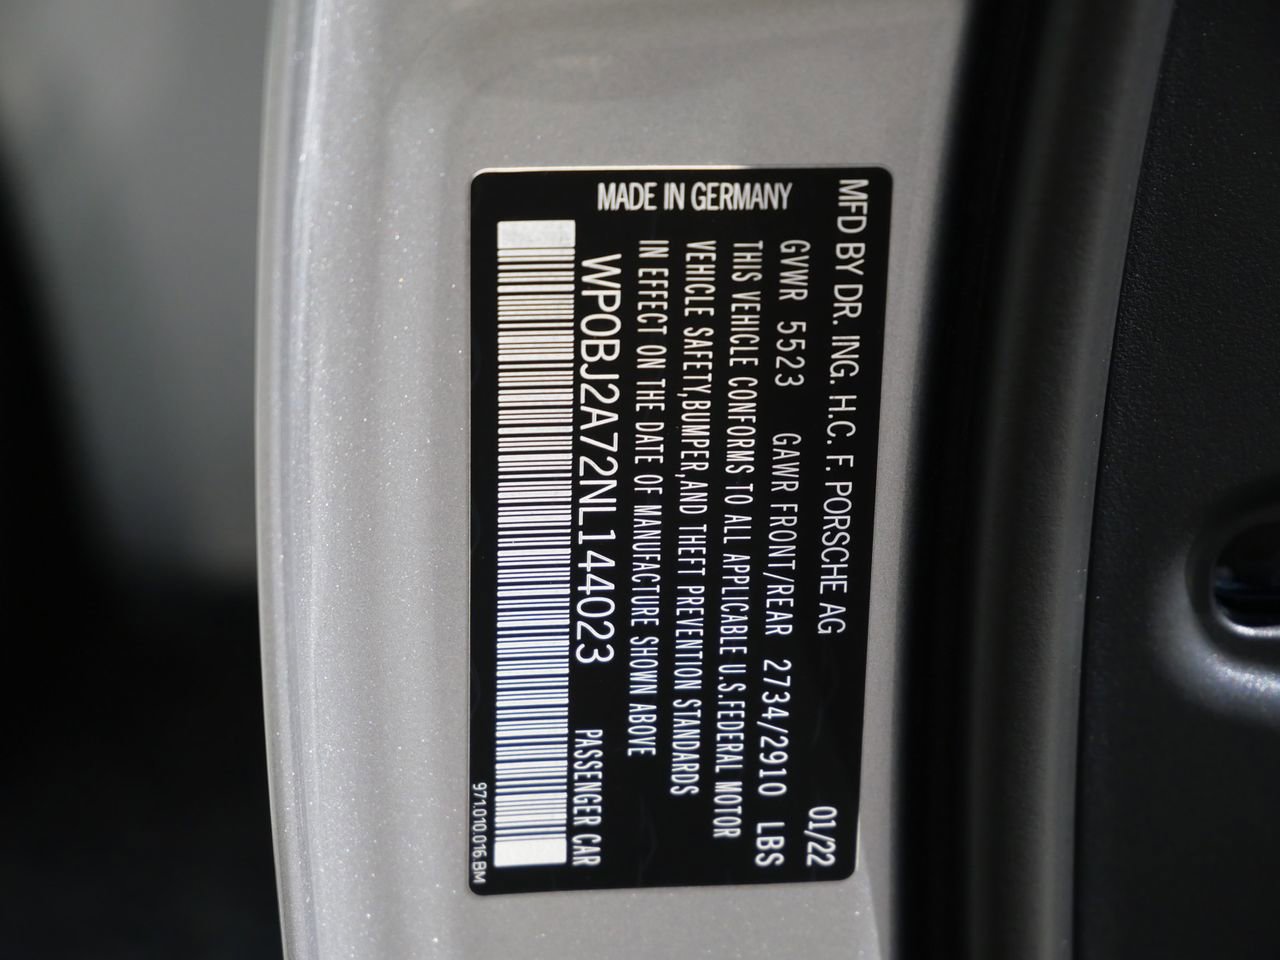 MFD BY DR. ING. H.C. F. PORSCHE AG 01/22
GVWR 5523 GAWR FRONT/REAR 2734/2910 LBS
THIS VEHICLE CONFORMS TO ALL APPLICABLE U.S.FEDERAL MOTOR
VEHICLE SAFETY,BUMPER,AND THEFT PREVENTION STANDARDS
IN EFFECT ON THE DATE OF MANUFACTURE SHOWN ABOVE
WP0BJ2A72NL144023 PASSENGER CAR
MADE IN GERMANY
971.010.016.BM